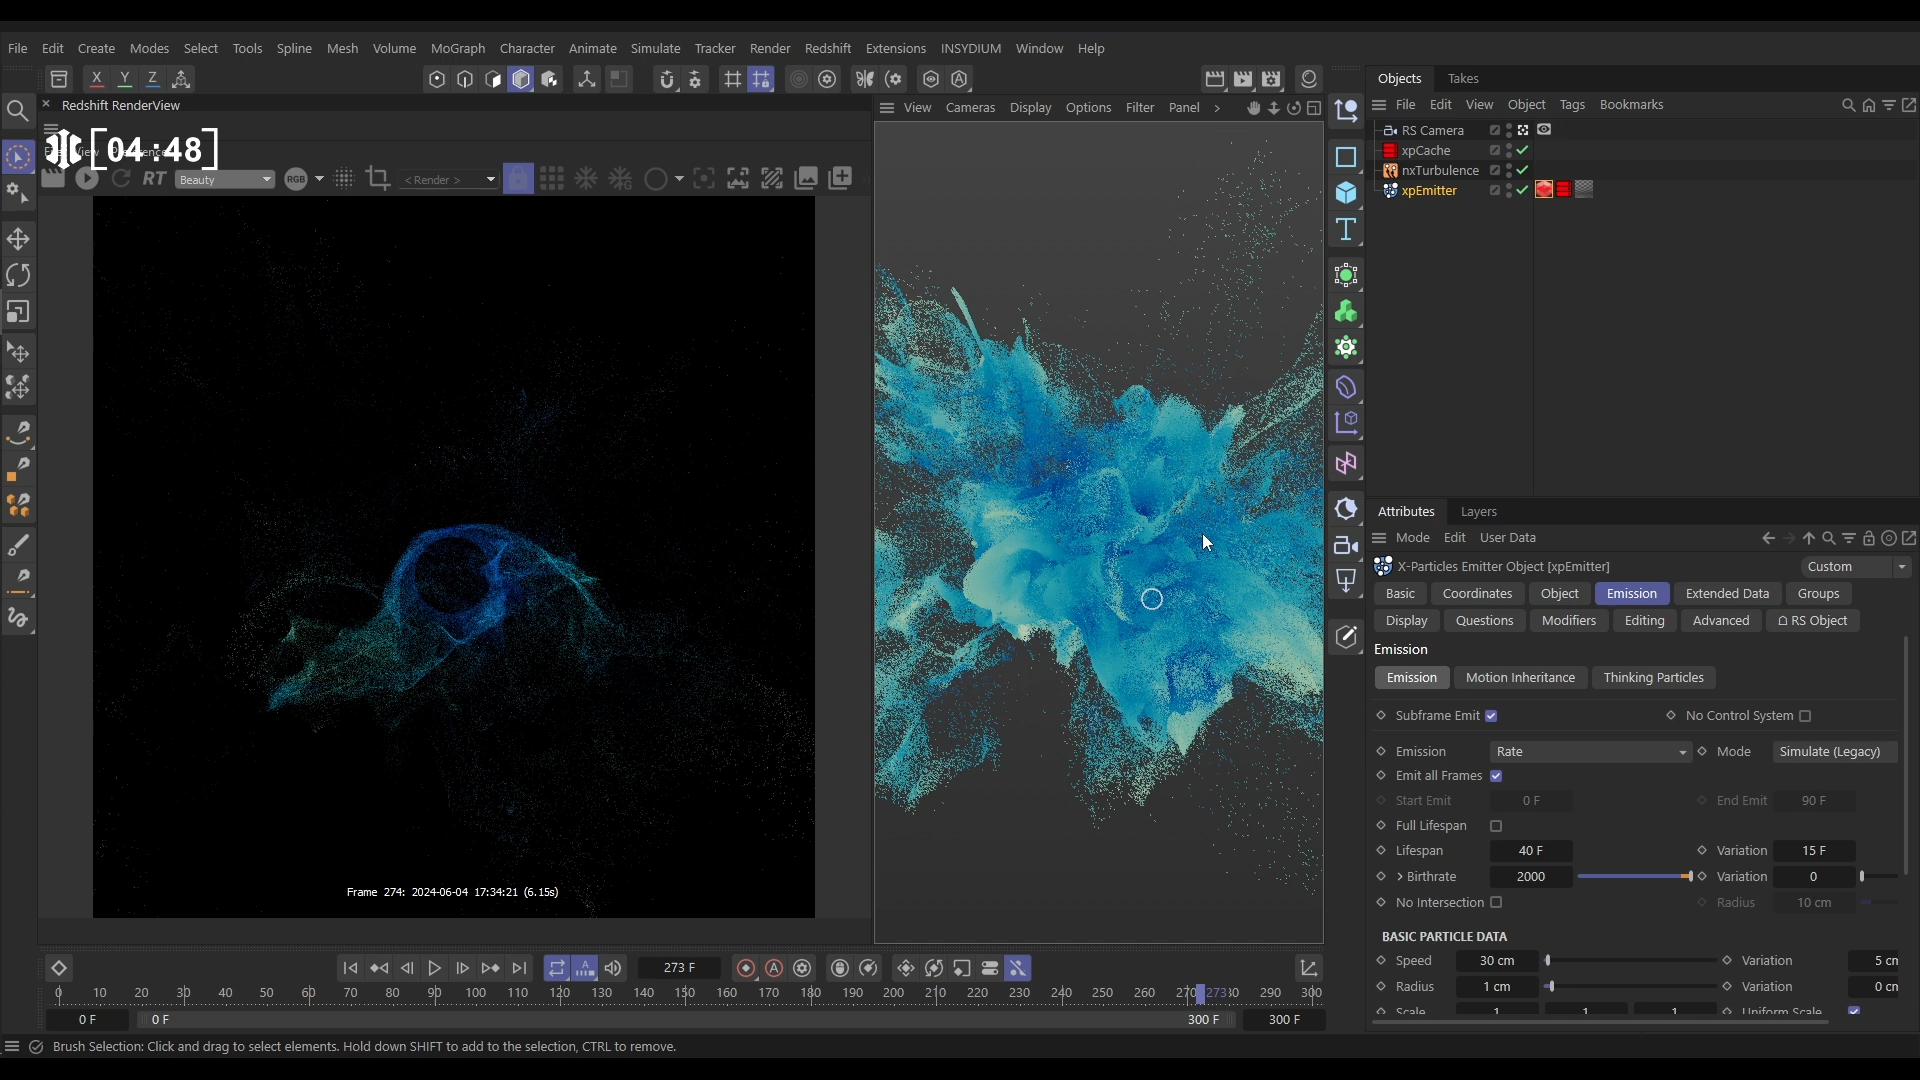 File Edit Create Modes Select Tools Spline Mesh Volume MoGraph Character Animate Simulate Tracker Render Redshift Extensions INSYDIUM Window Help
X Y Z
Objects Takes
Redshift RenderView
View Cameras Display Options Filter Panel
File Edit View Object Tags Bookmarks
[04:48]
RT Beauty RGB < Render >
RS Camera
xpCache
nxTurbulence
xpEmitter
Attributes Layers
Mode Edit User Data
X-Particles Emitter Object [xpEmitter] Custom
Basic Coordinates Object Emission Extended Data Groups
Display Questions Modifiers Editing Advanced RS Object
Emission
Emission Motion Inheritance Thinking Particles
Subframe Emit No Control System
Emission Rate Mode Simulate (Legacy)
Emit all Frames
Start Emit 0 F End Emit 90 F
Full Lifespan
Lifespan 40 F Variation 15 F
Birthrate 2000 Variation 0
No Intersection Radius 10 cm
BASIC PARTICLE DATA
Speed 30 cm Variation 5 cm
Radius 1 cm Variation 0 cm
Scale 1 1 1 Uniform Scale
Frame 274: 2024-06-04 17:34:21 (6.15s)
273 F
0 10 20 30 40 50 60 70 80 90 100 110 120 130 140 150 160 170 180 190 200 210 220 230 240 250 260 270 273 290 300
0 F 0 F 300 F 300 F
Brush Selection: Click and drag to select elements. Hold down SHIFT to add to the selection, CTRL to remove.